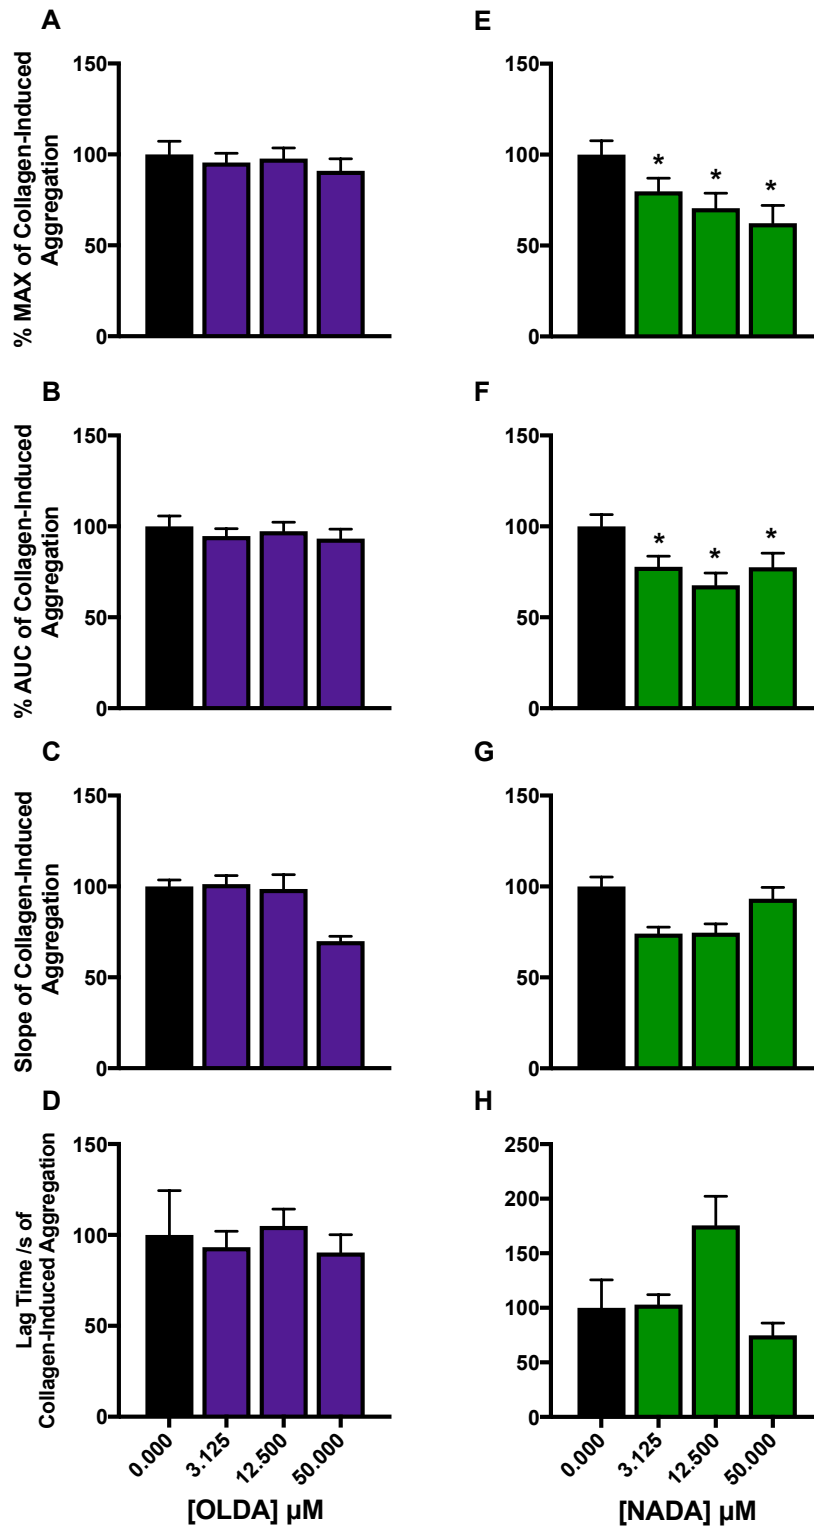 A
% MAX of Collagen-Induced
Aggregation
150
100
50
0
E
150
100
50
0
*
*
*
B
% AUC of Collagen-Induced
Aggregation
150
100
50
0
F
150
100
50
0
*
*
*
C
Slope of Collagen-Induced
Aggregation
150
100
50
0
G
150
100
50
0
D
Lag Time /s of
Collagen-Induced Aggregation
150
100
50
0
0.000
3.125
12.500
50.000
[OLDA] µM
H
250
200
150
100
50
0
0.000
3.125
12.500
50.000
[NADA] µM